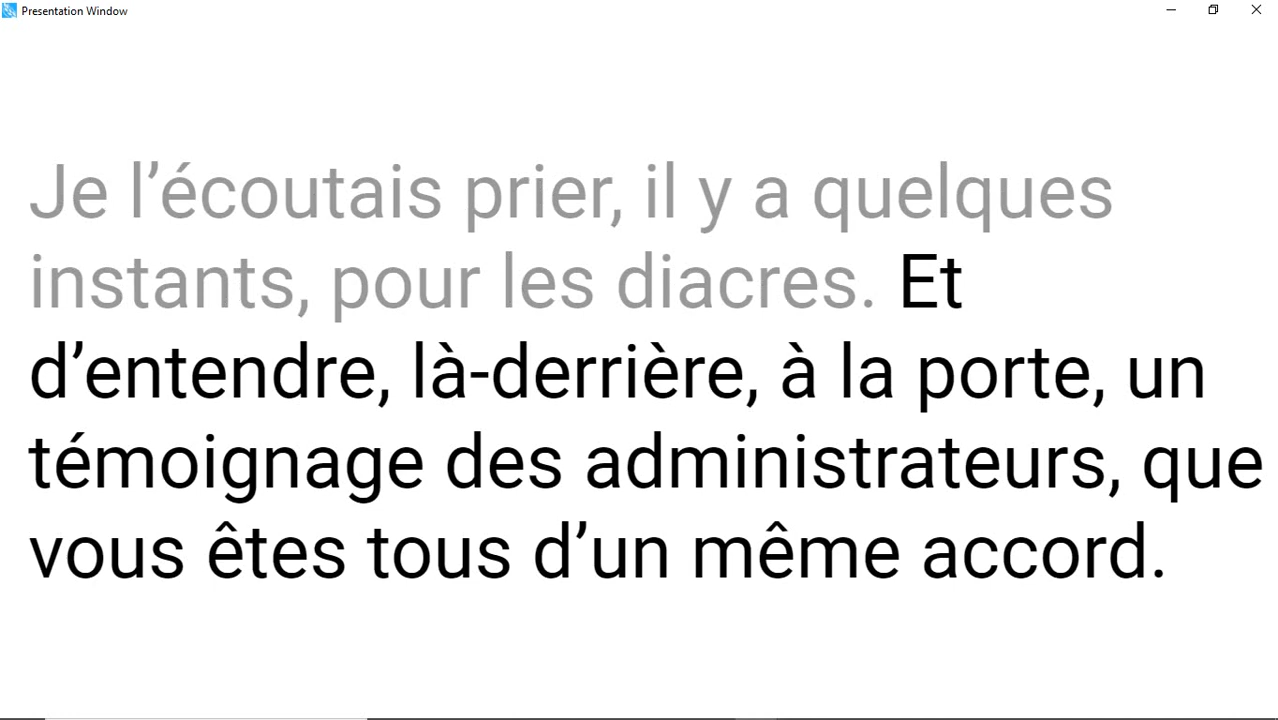 Presentation Window
Je l’écoutais prier, il y a quelques
instants, pour les diacres. Et
d’entendre, là-derrière, à la porte, un
témoignage des administrateurs, que
vous êtes tous d’un même accord.